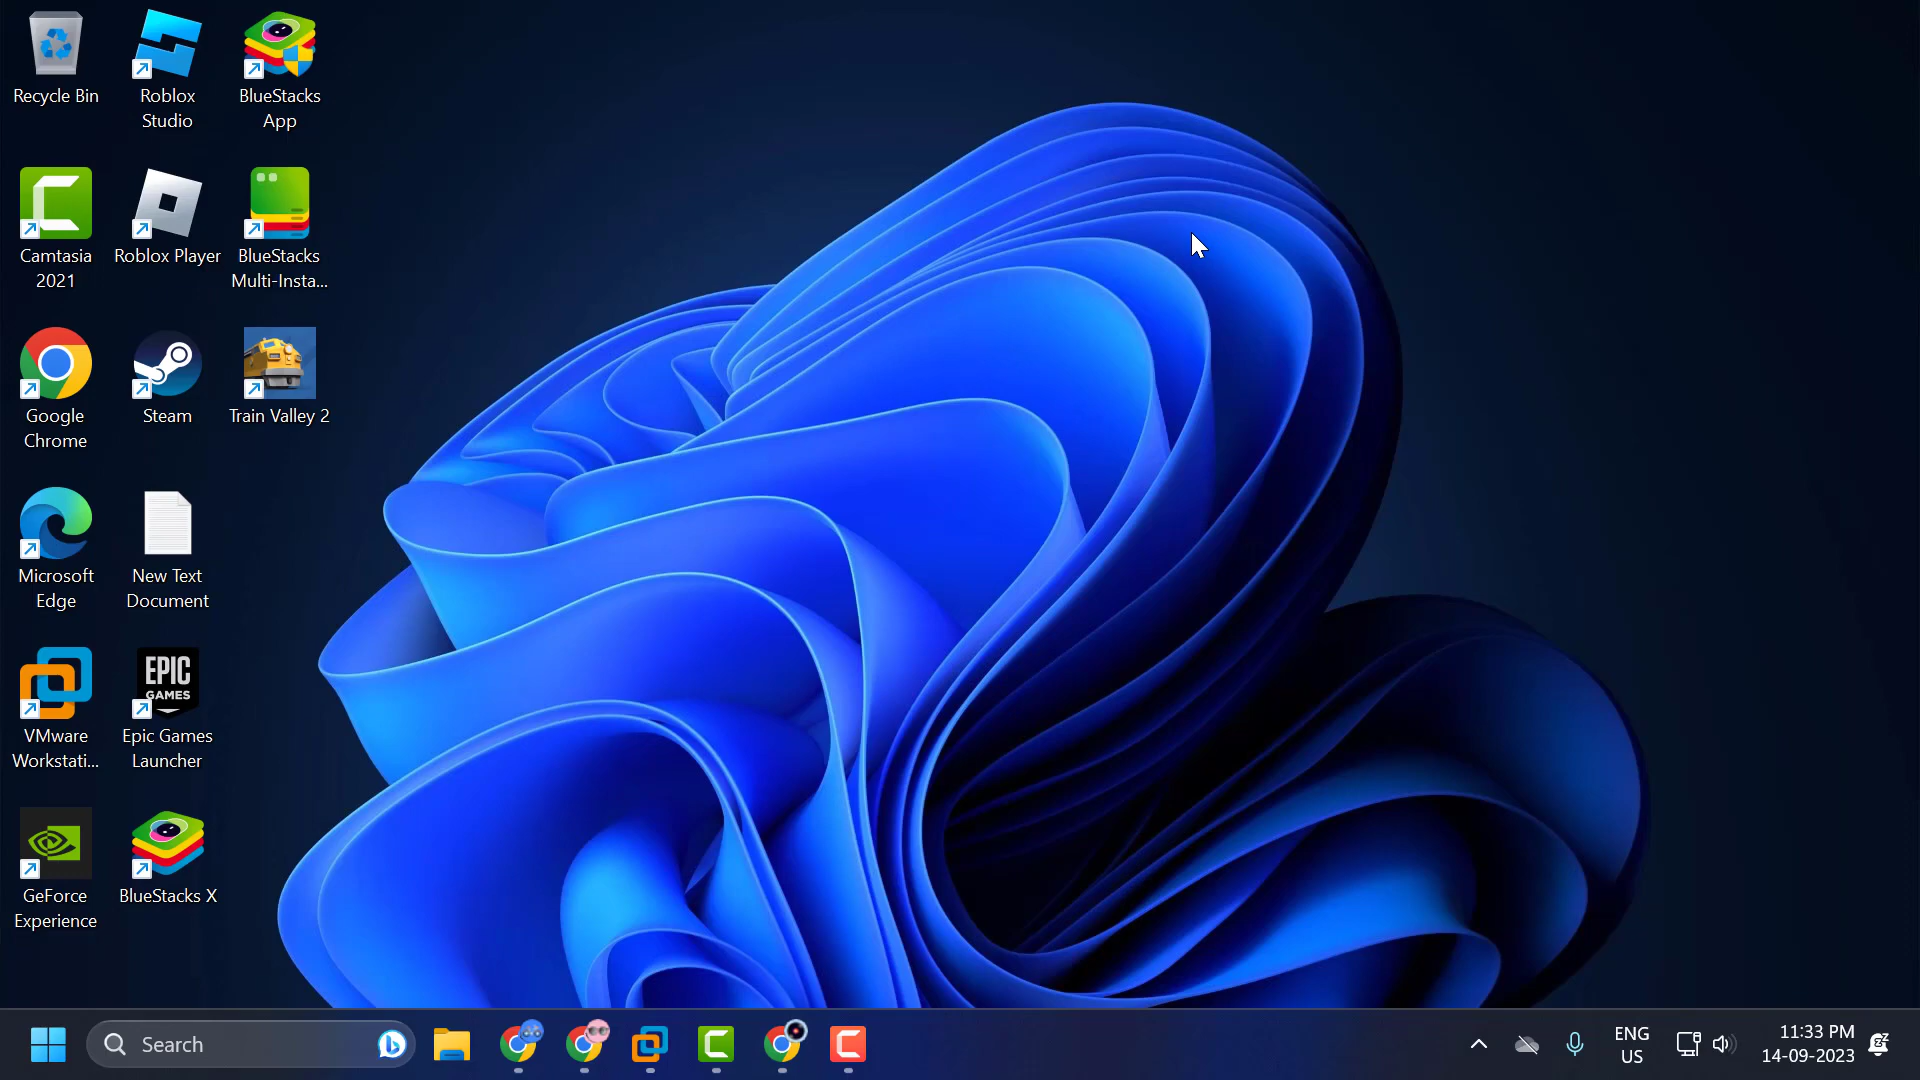 Recycle Bin
Roblox
Studio
BlueStacks
App
Camtasia
2021
Roblox Player
BlueStacks
Multi-Insta...
Google
Chrome
Steam
Train Valley 2
Microsoft
Edge
New Text
Document
VMware
Workstati...
EPIC
GAMES
Epic Games
Launcher
GeForce
Experience
BlueStacks X
Search
ENG
US
11:33 PM
14-09-2023